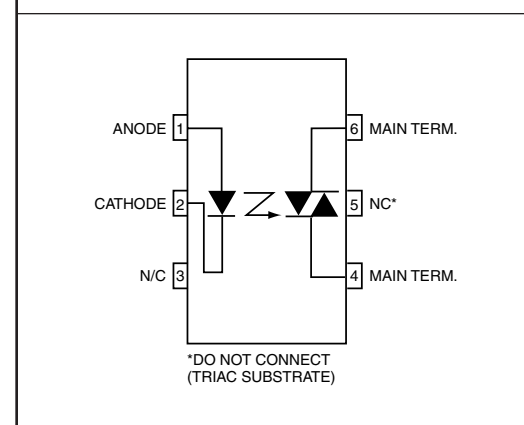 ANODE 1
6 MAIN TERM.
CATHODE 2
5 NC*
N/C 3
4 MAIN TERM.
*DO NOT CONNECT
(TRIAC SUBSTRATE)